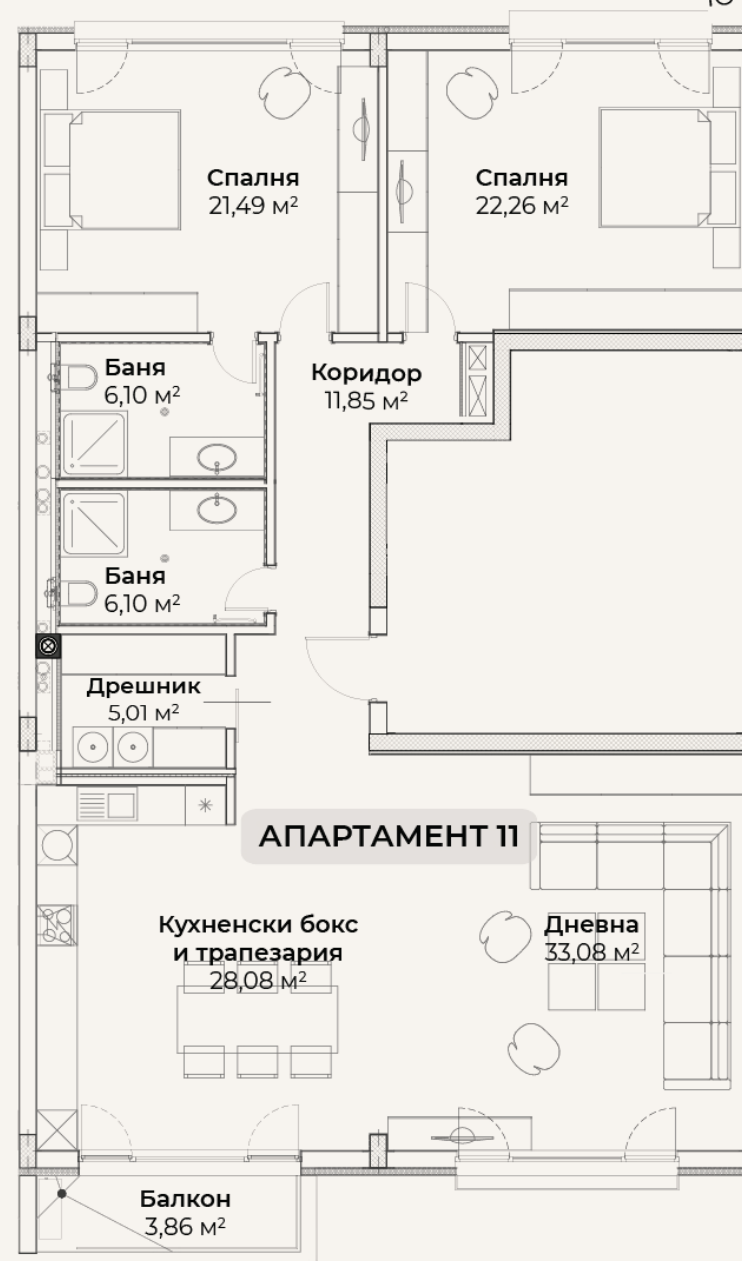 Спалня
21,49 м²
Спалня
22,26 м²
Баня
6,10 м²
Коридор
11,85 м²
Баня
6,10 м²
Дрешник
5,01 м²
АПАРТАМЕНТ 11
Кухненски бокс
и трапезария
28,08 м²
Дневна
33,08 м²
Балкон
3,86 м²